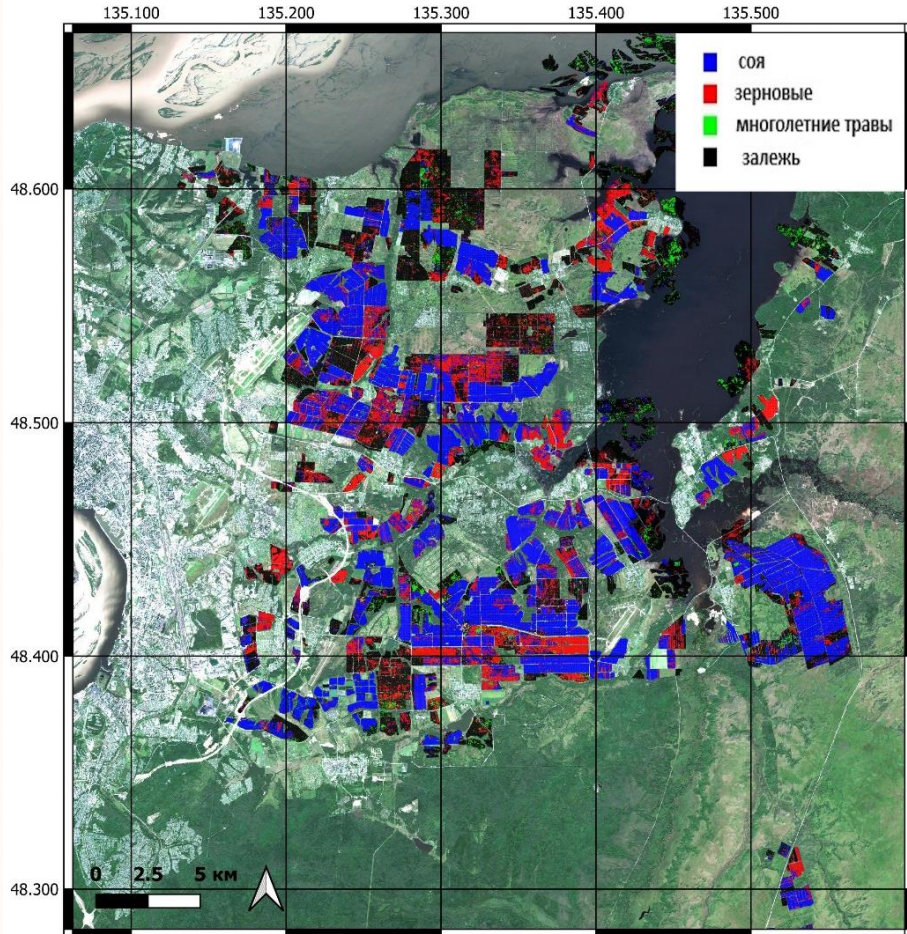 135.100 135.200 135.300 135.400 135.500
соя
зерновые
многолетние травы
залежь
48.600
48.500
48.400
48.300
0 2.5 5 км